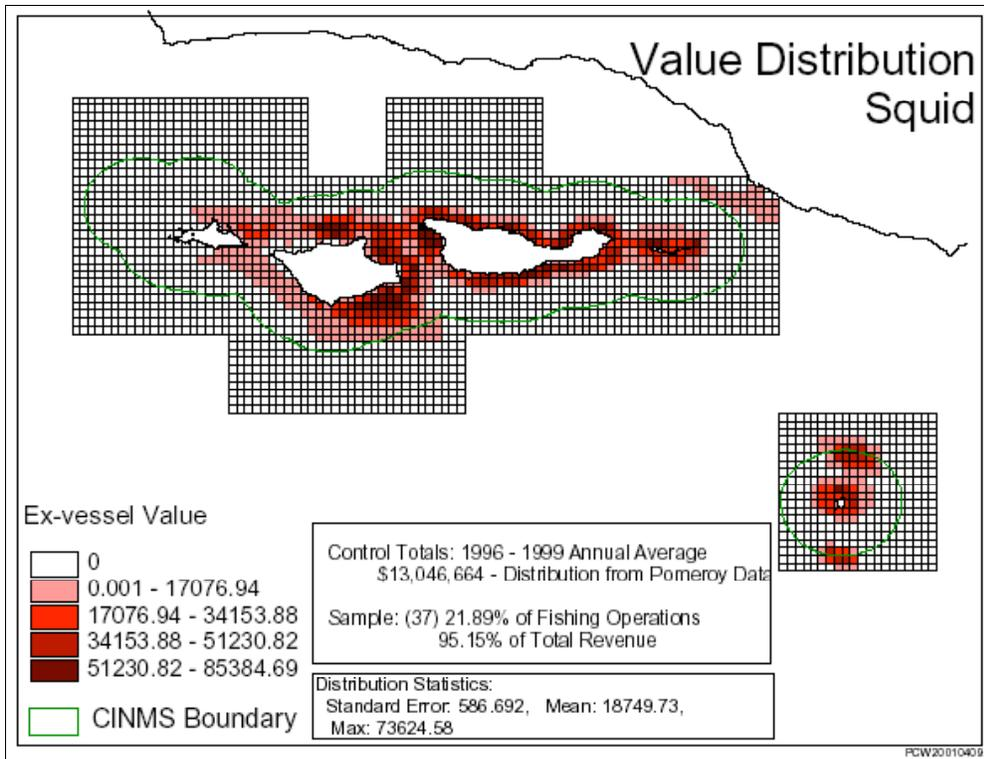 Value Distribution
Squid
Ex-vessel Value
0
0.001 - 17076.94
17076.94 - 34153.88
34153.88 - 51230.82
51230.82 - 85384.69
CINMS Boundary
Control Totals: 1996 - 1999 Annual Average
$13,046,664 - Distribution from Pomeroy Data
Sample: (37) 21.89% of Fishing Operations
95.15% of Total Revenue
Distribution Statistics:
Standard Error: 586.692, Mean: 18749.73,
Max: 73624.58
PCW20010409